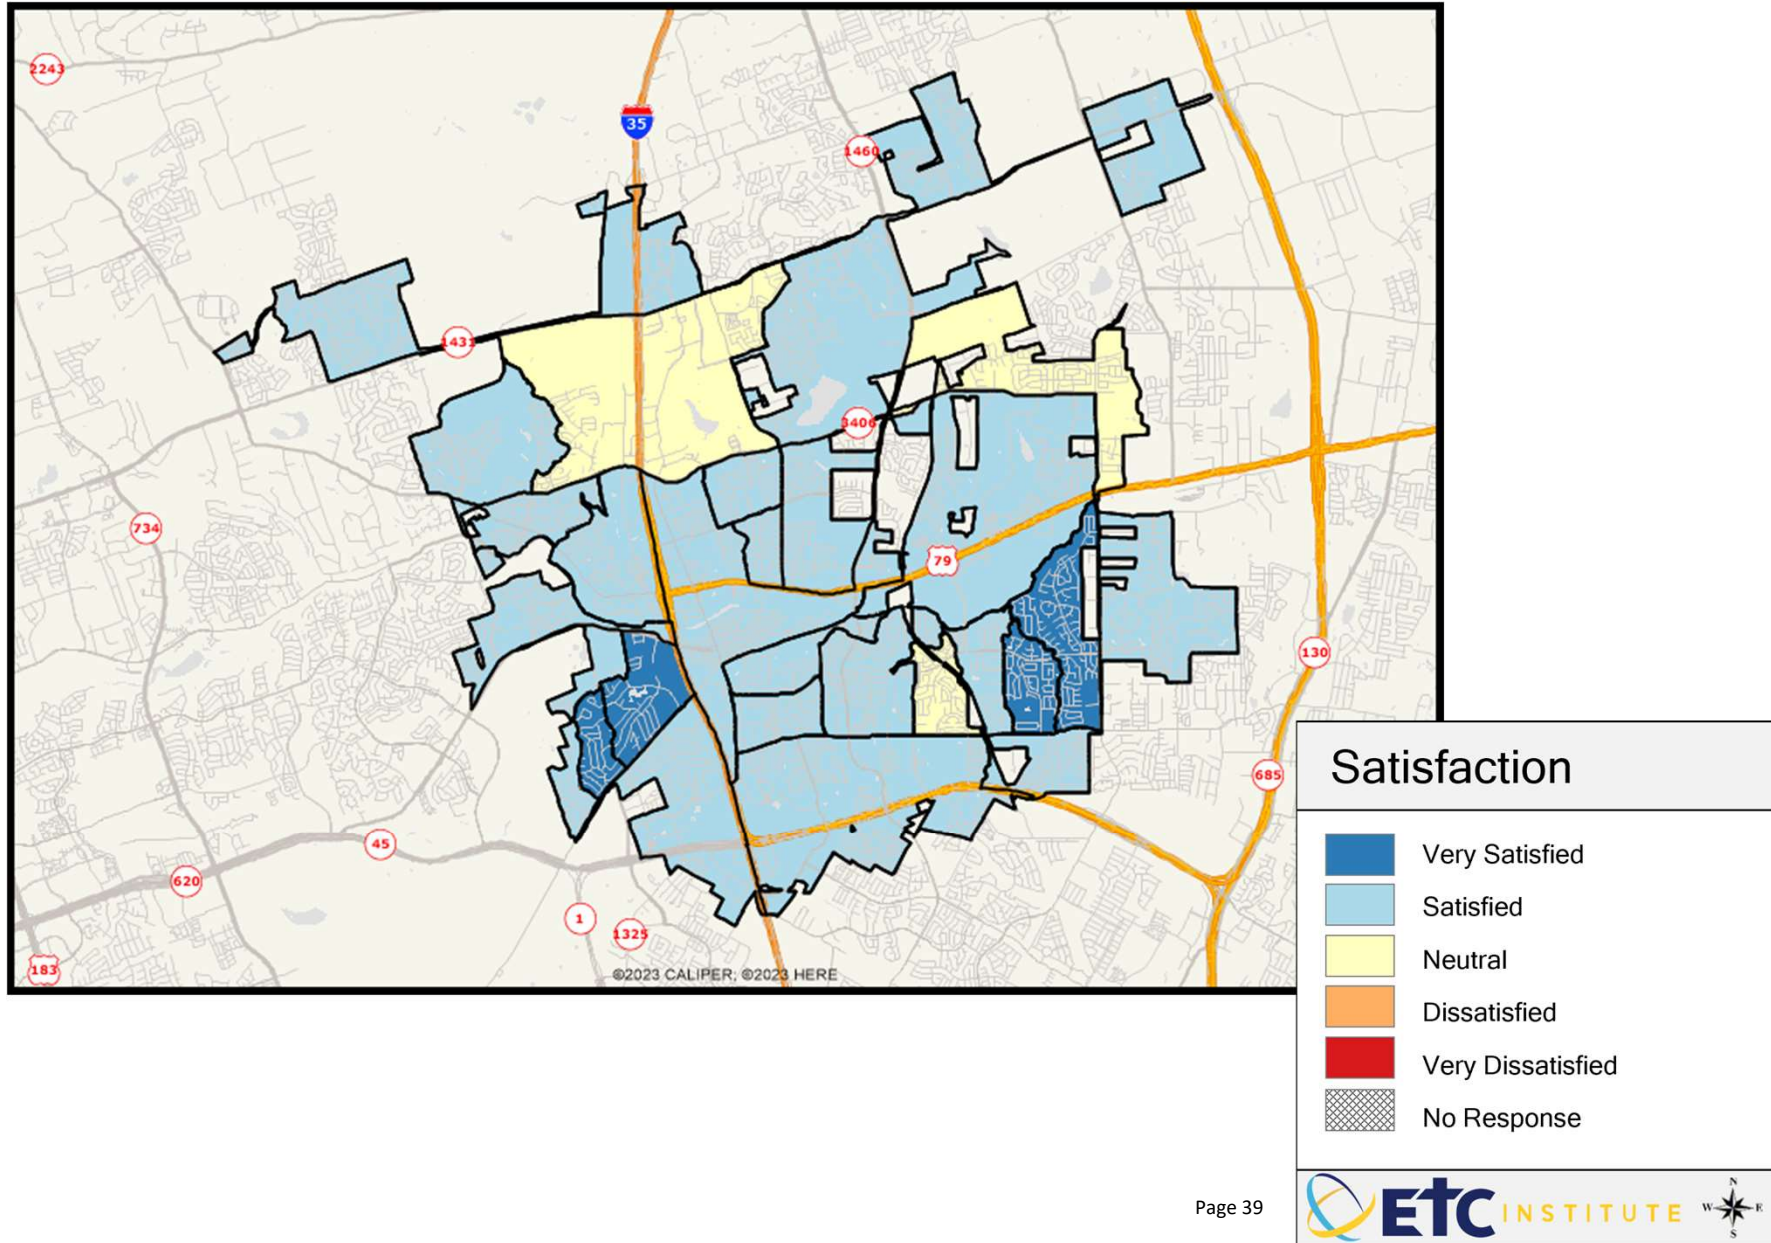 2243
35
1460
1431
3406
734
79
130
685
45
620
1
1325
183
©2023 CALIPER; ©2023 HERE
Satisfaction
Very Satisfied
Satisfied
Neutral
Dissatisfied
Very Dissatisfied
No Response
Page 39
ETC INSTITUTE
N
W E
S